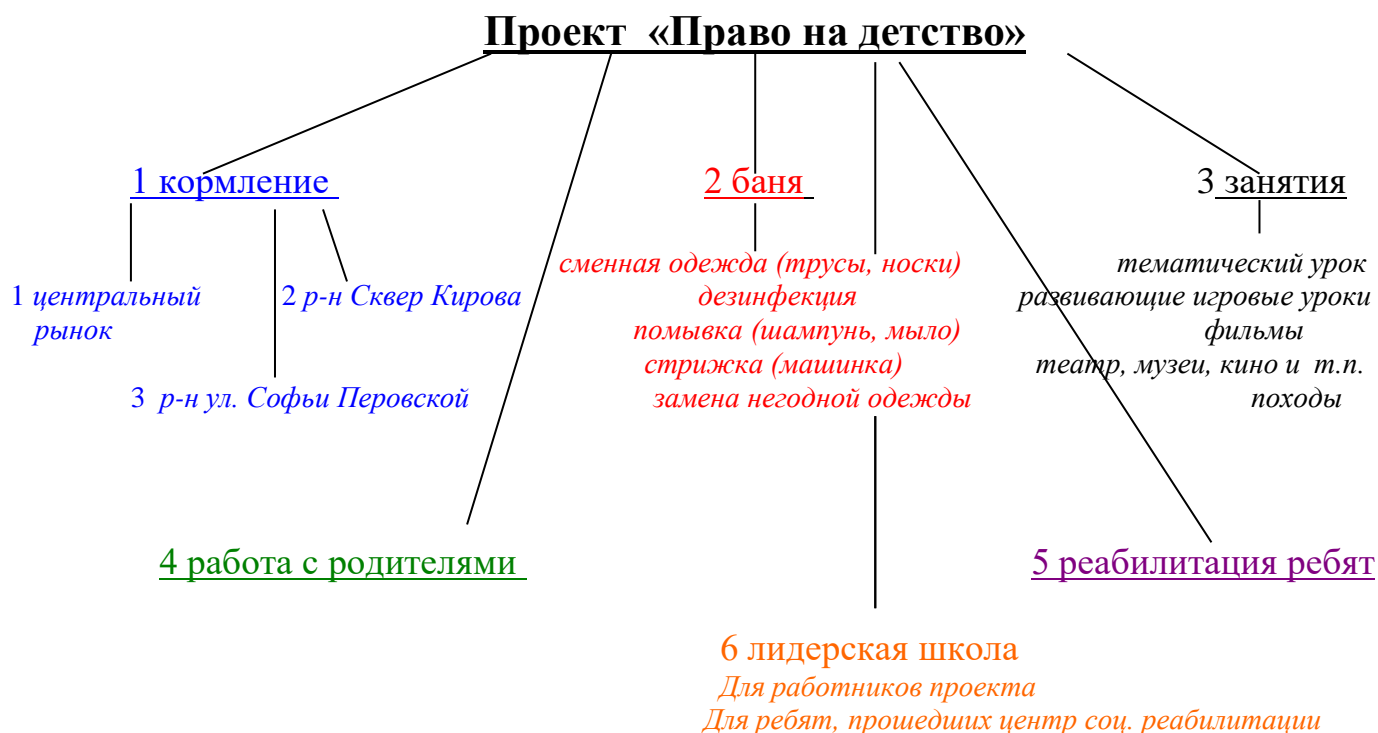 Проект «Право на детство»
1 кормление
2 баня
3 занятия
1 центральный
рынок
2 р-н Сквер Кирова
3 р-н ул. Софьи Перовской
сменная одежда (трусы, носки)
дезинфекция
помывка (шампунь, мыло)
стрижка (машинка)
замена негодной одежды
тематический урок
развивающие игровые уроки
фильмы
театр, музеи, кино и т.п.
походы
4 работа с родителями
5 реабилитация ребят
6 лидерская школа
Для работников проекта
Для ребят, прошедших центр соц. реабилитации